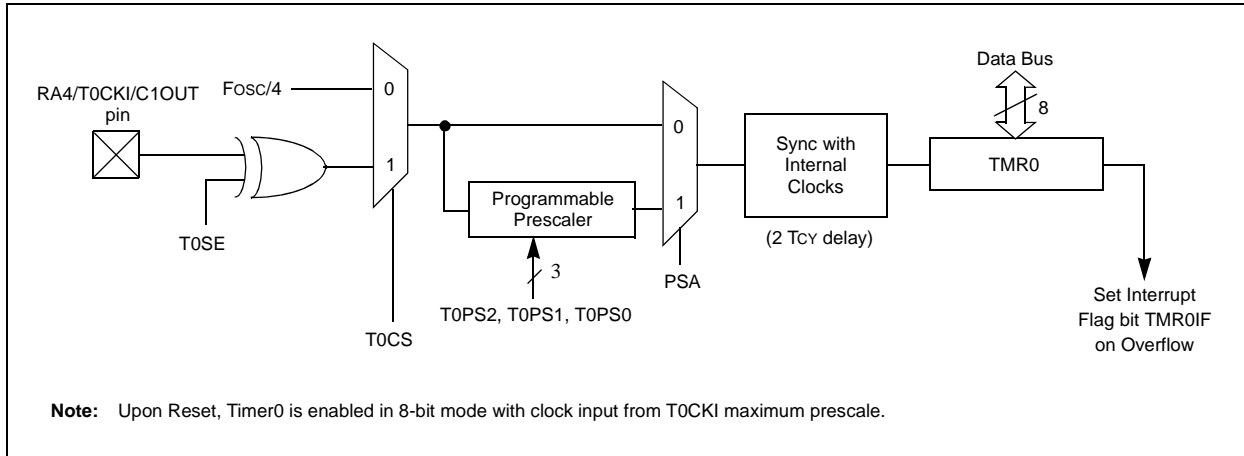 RA4/T0CKI/C1OUT
pin
FOSC/4
0
1
T0SE
T0CS
Programmable
Prescaler
3
T0PS2, T0PS1, T0PS0
0
1
PSA
Sync with
Internal
Clocks
(2 TCY delay)
Data Bus
8
TMR0
Set Interrupt
Flag bit TMR0IF
on Overflow
Note: Upon Reset, Timer0 is enabled in 8-bit mode with clock input from T0CKI maximum prescale.